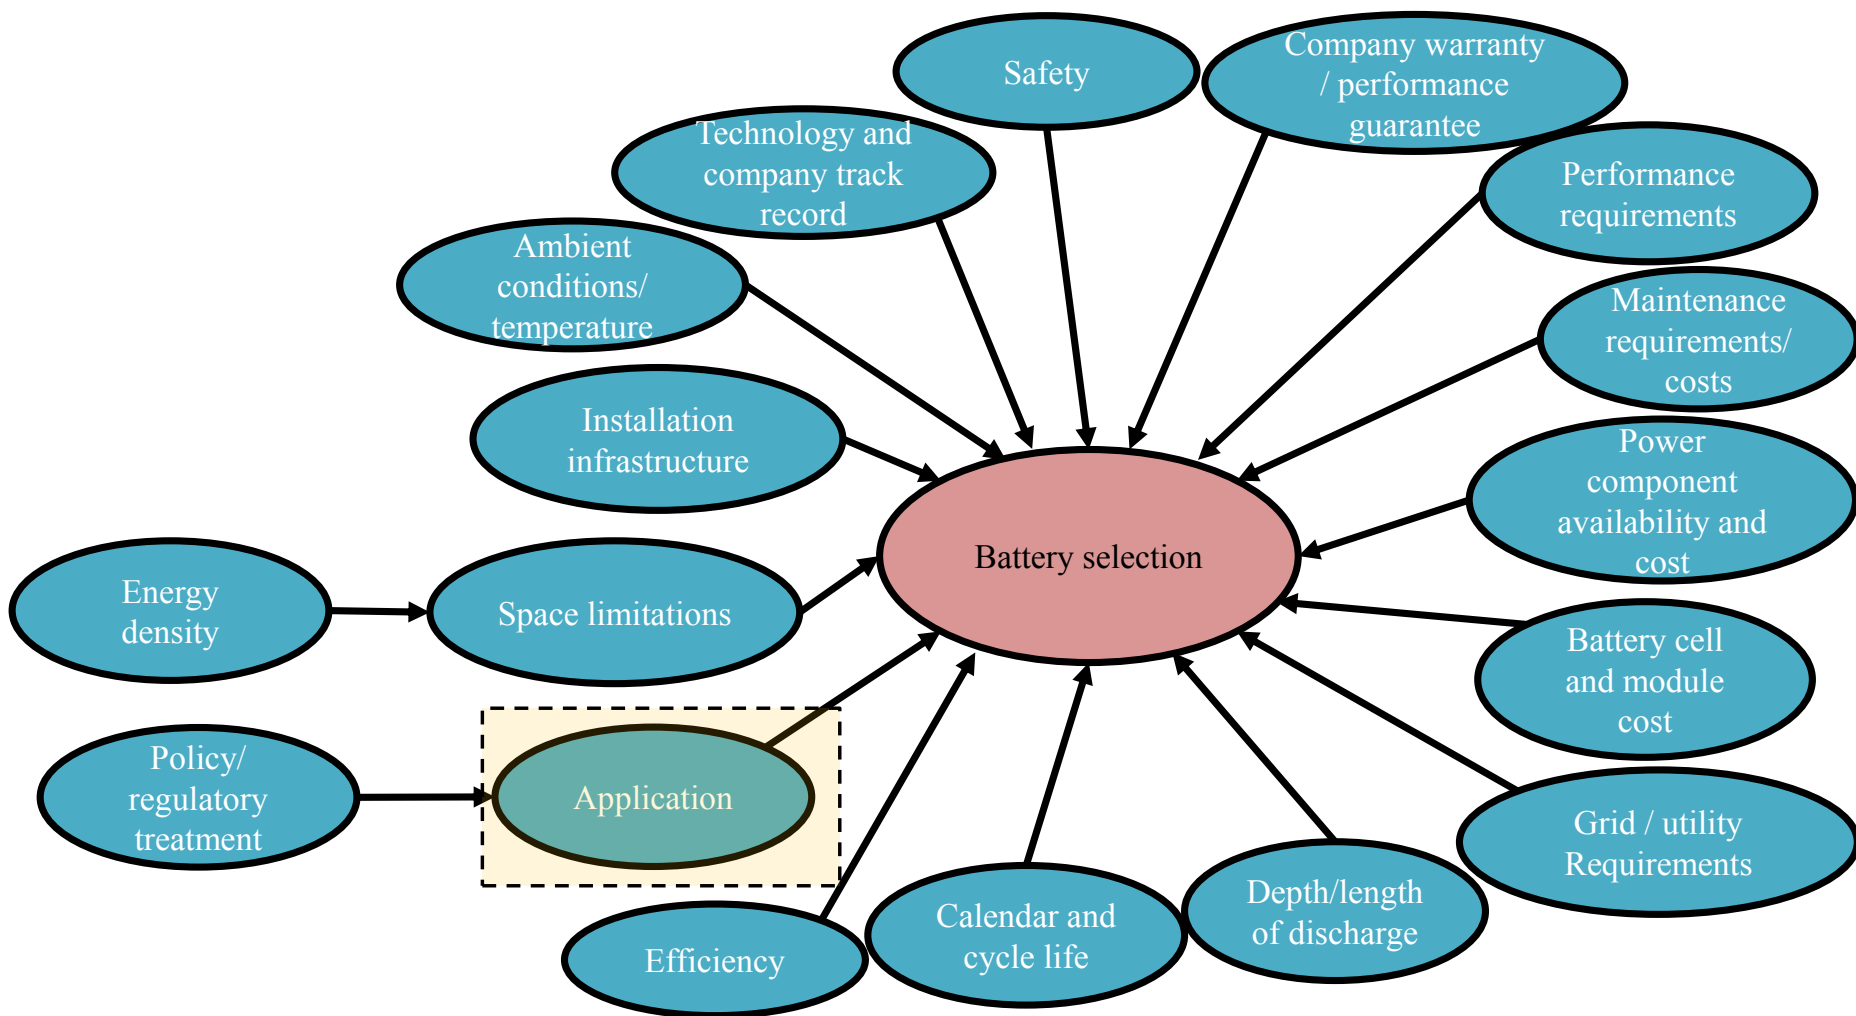 Safety
Company warranty
/ performance
guarantee
Technology and
company track
record
Performance
requirements
Ambient
conditions/
temperature
Maintenance
requirements/
costs
Installation
infrastructure
Power
component
availability and
cost
Battery selection
Energy
density
Space limitations
Battery cell
and module
cost
Policy/
regulatory
treatment
Application
Grid / utility
Requirements
Depth/length
of discharge
Calendar and
cycle life
Efficiency